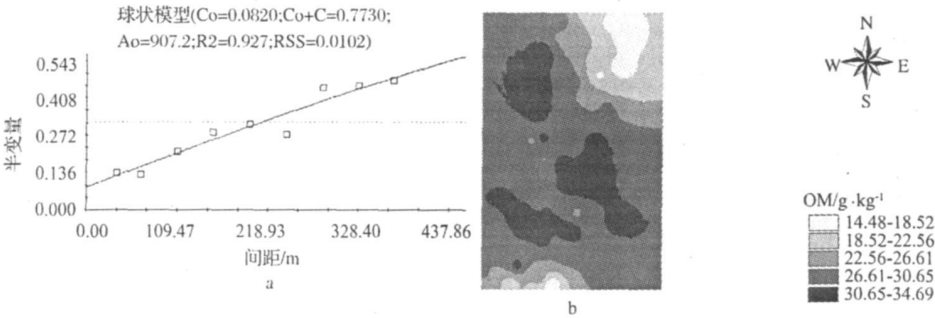 球状模型(Co=0.0820;Co+C=0.7730;
Ao=907.2;R2=0.927;RSS=0.0102)
0.543
0.408
0.272
0.136
0.000
半变量
0.00 109.47 218.93 328.40 437.86
间距/m
a
b
N
W E
S
OM/g·kg⁻¹
14.48-18.52
18.52-22.56
22.56-26.61
26.61-30.65
30.65-34.69